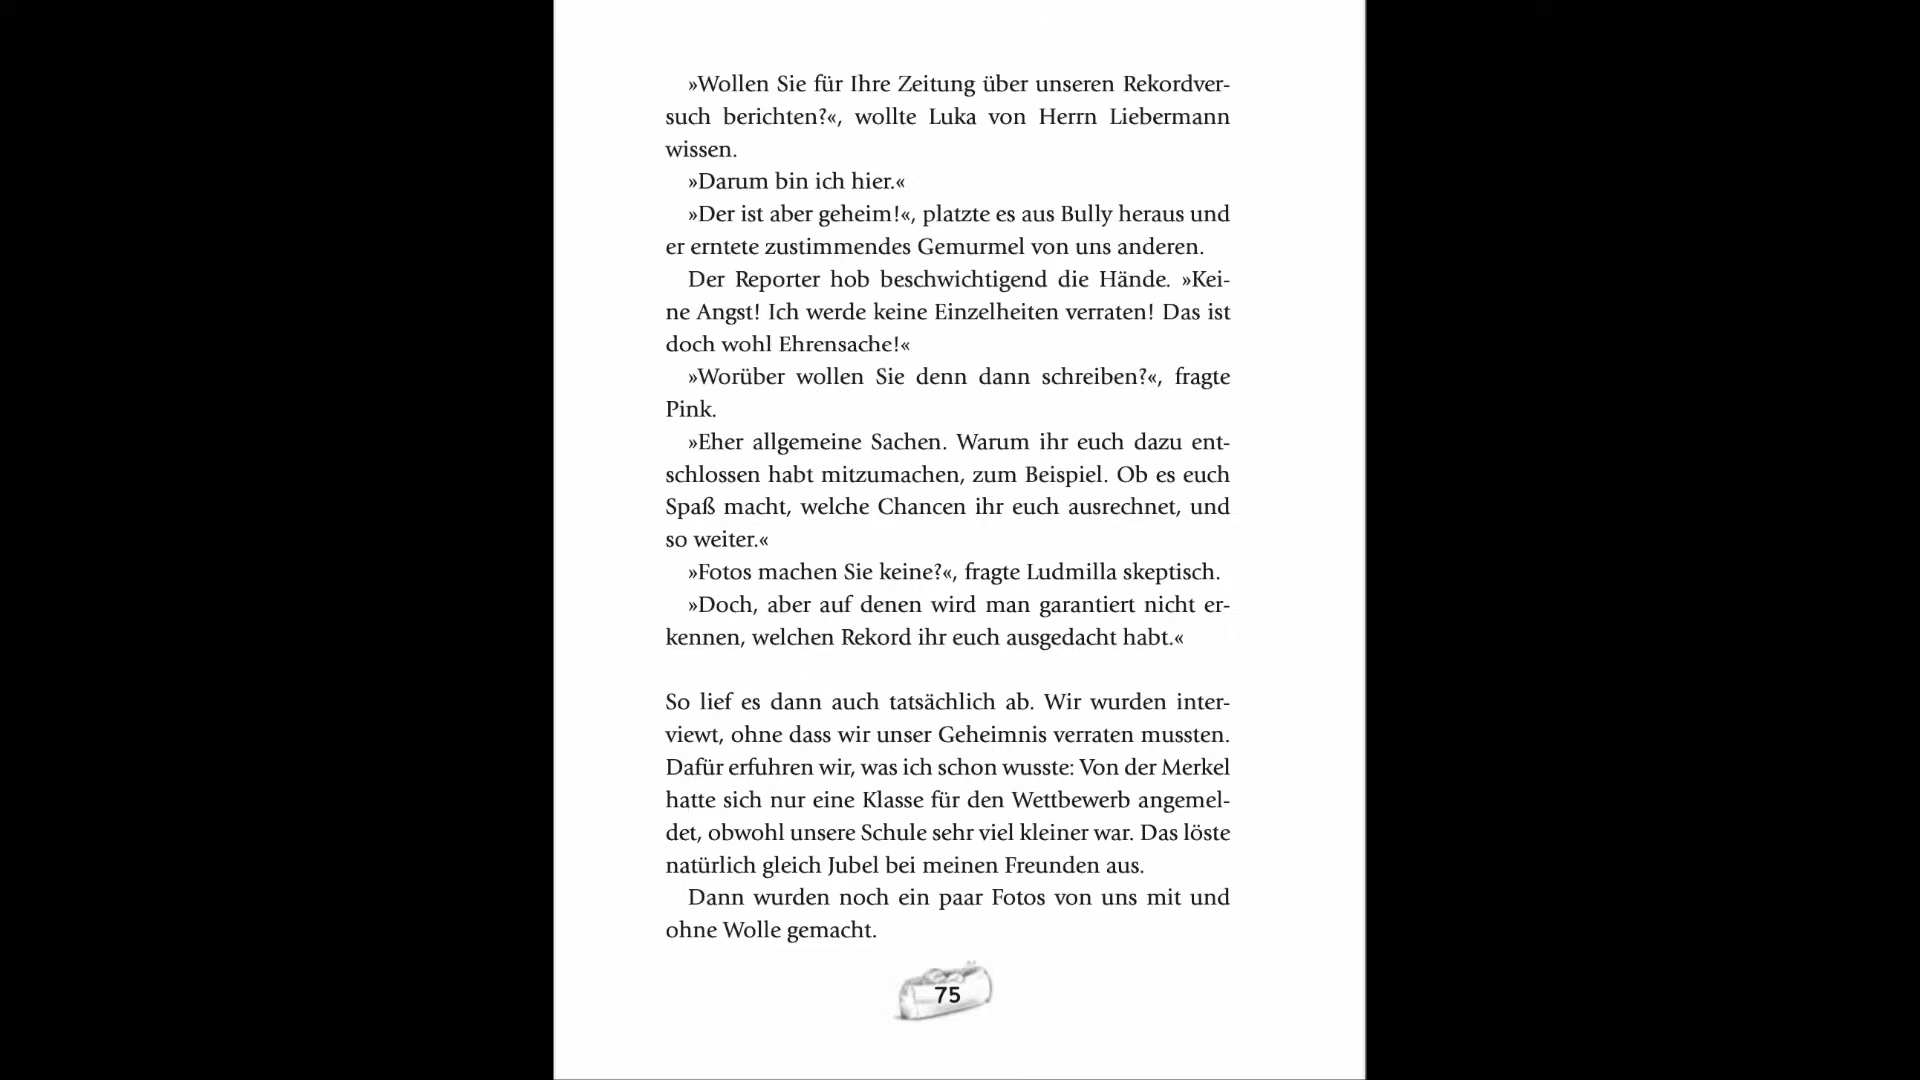 »Wollen Sie für Ihre Zeitung über unseren Rekordver-
such berichten?«, wollte Luka von Herrn Liebermann
wissen.
»Darum bin ich hier.«
»Der ist aber geheim!«, platzte es aus Bully heraus und
er erntete zustimmendes Gemurmel von uns anderen.
Der Reporter hob beschwichtigend die Hände. »Kei-
ne Angst! Ich werde keine Einzelheiten verraten! Das ist
doch wohl Ehrensache!«
»Worüber wollen Sie denn dann schreiben?«, fragte
Pink.
»Eher allgemeine Sachen. Warum ihr euch dazu ent-
schlossen habt mitzumachen, zum Beispiel. Ob es euch
Spaß macht, welche Chancen ihr euch ausrechnet, und
so weiter.«
»Fotos machen Sie keine?«, fragte Ludmilla skeptisch.
»Doch, aber auf denen wird man garantiert nicht er-
kennen, welchen Rekord ihr euch ausgedacht habt.«
So lief es dann auch tatsächlich ab. Wir wurden inter-
viewt, ohne dass wir unser Geheimnis verraten mussten.
Dafür erfuhren wir, was ich schon wusste: Von der Merkel
hatte sich nur eine Klasse für den Wettbewerb angemel-
det, obwohl unsere Schule sehr viel kleiner war. Das löste
natürlich gleich Jubel bei meinen Freunden aus.
Dann wurden noch ein paar Fotos von uns mit und
ohne Wolle gemacht.
75